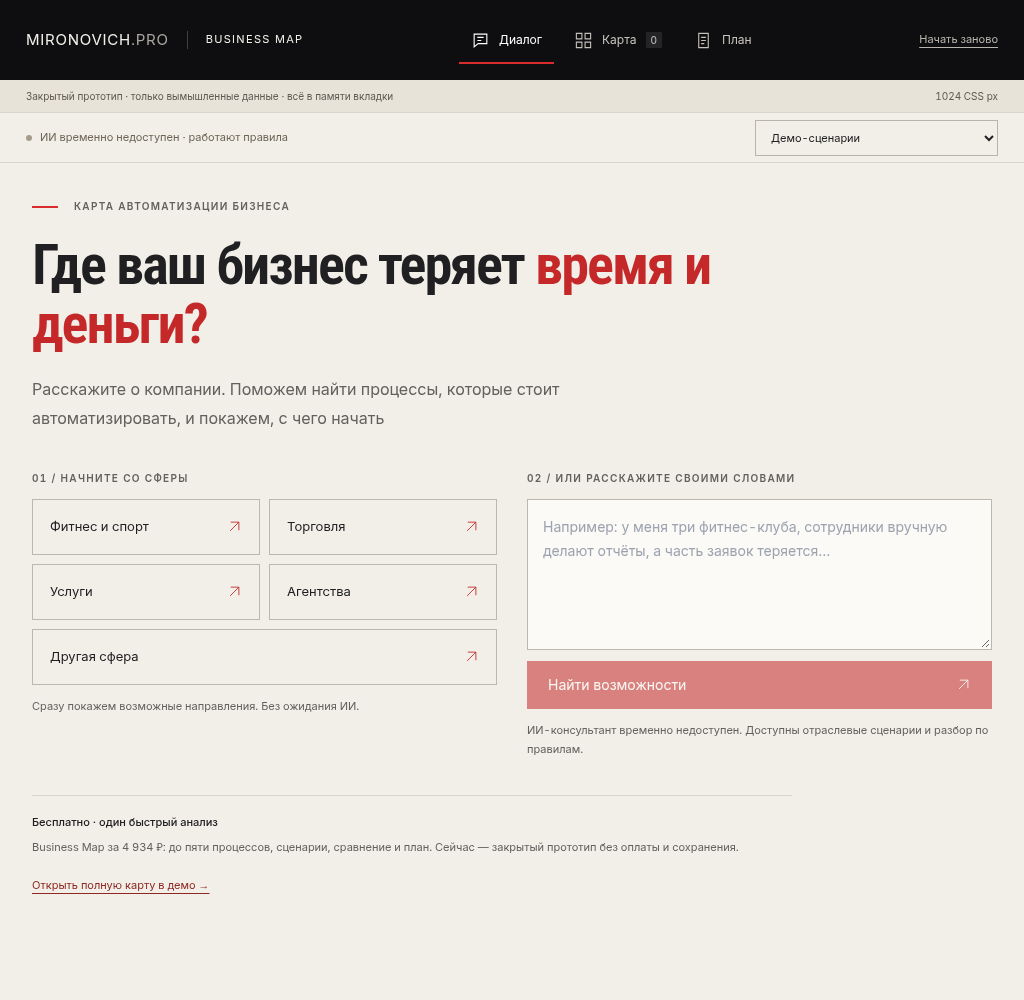 MIRONOVICH.PRO
BUSINESS MAP
Диалог
Карта 0
План
Начать заново
Закрытый прототип · только вымышленные данные · всё в памяти вкладки
1024 CSS px
ИИ временно недоступен · работают правила
Демо-сценарии
КАРТА АВТОМАТИЗАЦИИ БИЗНЕСА
Где ваш бизнес теряет время и
деньги?
Расскажите о компании. Поможем найти процессы, которые стоит
автоматизировать, и покажем, с чего начать
01 / НАЧНИТЕ СО СФЕРЫ
Фитнес и спорт
Торговля
Услуги
Агентства
Другая сфера
Сразу покажем возможные направления. Без ожидания ИИ.
02 / ИЛИ РАССКАЖИТЕ СВОИМИ СЛОВАМИ
Например: у меня три фитнес-клуба, сотрудники вручную
делают отчёты, а часть заявок теряется…
Найти возможности
ИИ-консультант временно недоступен. Доступны отраслевые сценарии и разбор по
правилам.
Бесплатно · один быстрый анализ
Business Map за 4 934 ₽: до пяти процессов, сценарии, сравнение и план. Сейчас — закрытый прототип без оплаты и сохранения.
Открыть полную карту в демо →